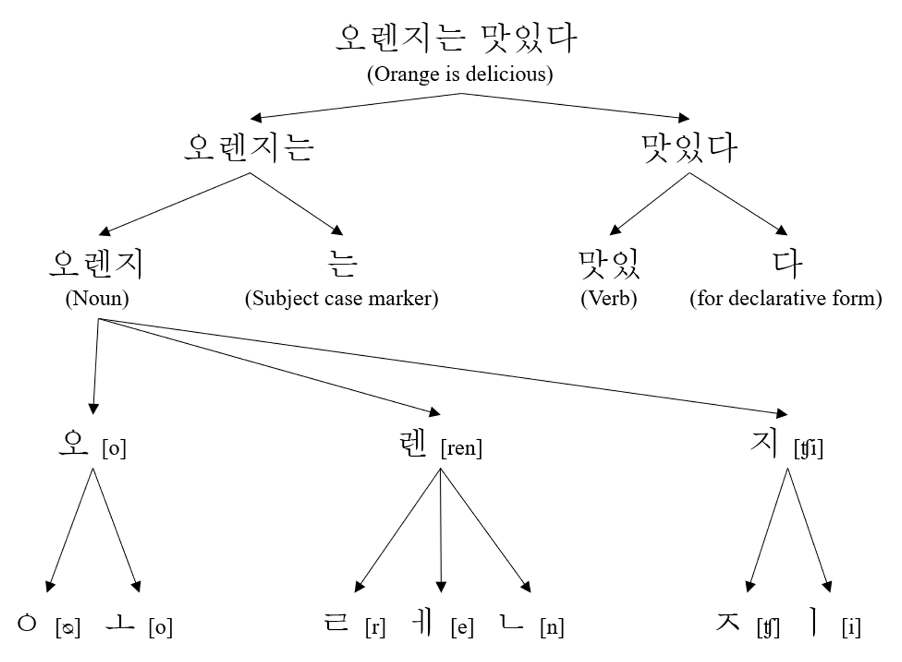 오렌지는 맛있다
(Orange is delicious)
오렌지는 맛있다
오렌지 는 맛있 다
(Noun) (Subject case marker) (Verb) (for declarative form)
오 [o] 렌 [ren] 지 [ʧi]
ㅇ [ᴓ] ㅗ [o] ㄹ [r] ㅔ [e] ㄴ [n] ㅈ [ʧ] ㅣ [i]